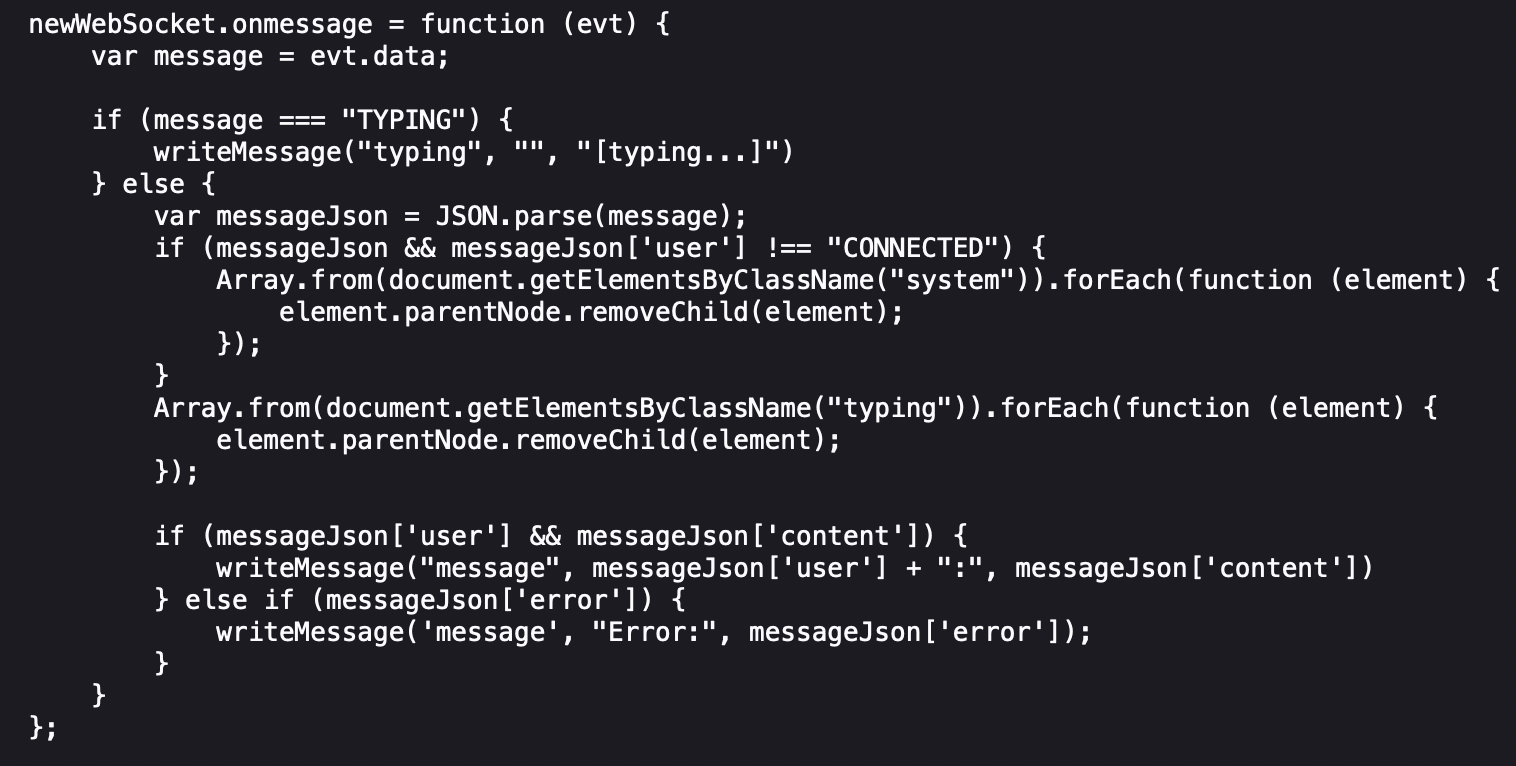 newWebSocket.onmessage = function (evt) {
    var message = evt.data;

    if (message === "TYPING") {
        writeMessage("typing", "", "[typing...]")
    } else {
        var messageJson = JSON.parse(message);
        if (messageJson && messageJson['user'] !== "CONNECTED") {
            Array.from(document.getElementsByClassName("system")).forEach(function (element) {
                element.parentNode.removeChild(element);
            });
        }
        Array.from(document.getElementsByClassName("typing")).forEach(function (element) {
            element.parentNode.removeChild(element);
        });

        if (messageJson['user'] && messageJson['content']) {
            writeMessage("message", messageJson['user'] + ":", messageJson['content'])
        } else if (messageJson['error']) {
            writeMessage('message', "Error:", messageJson['error']);
        }
    }
};